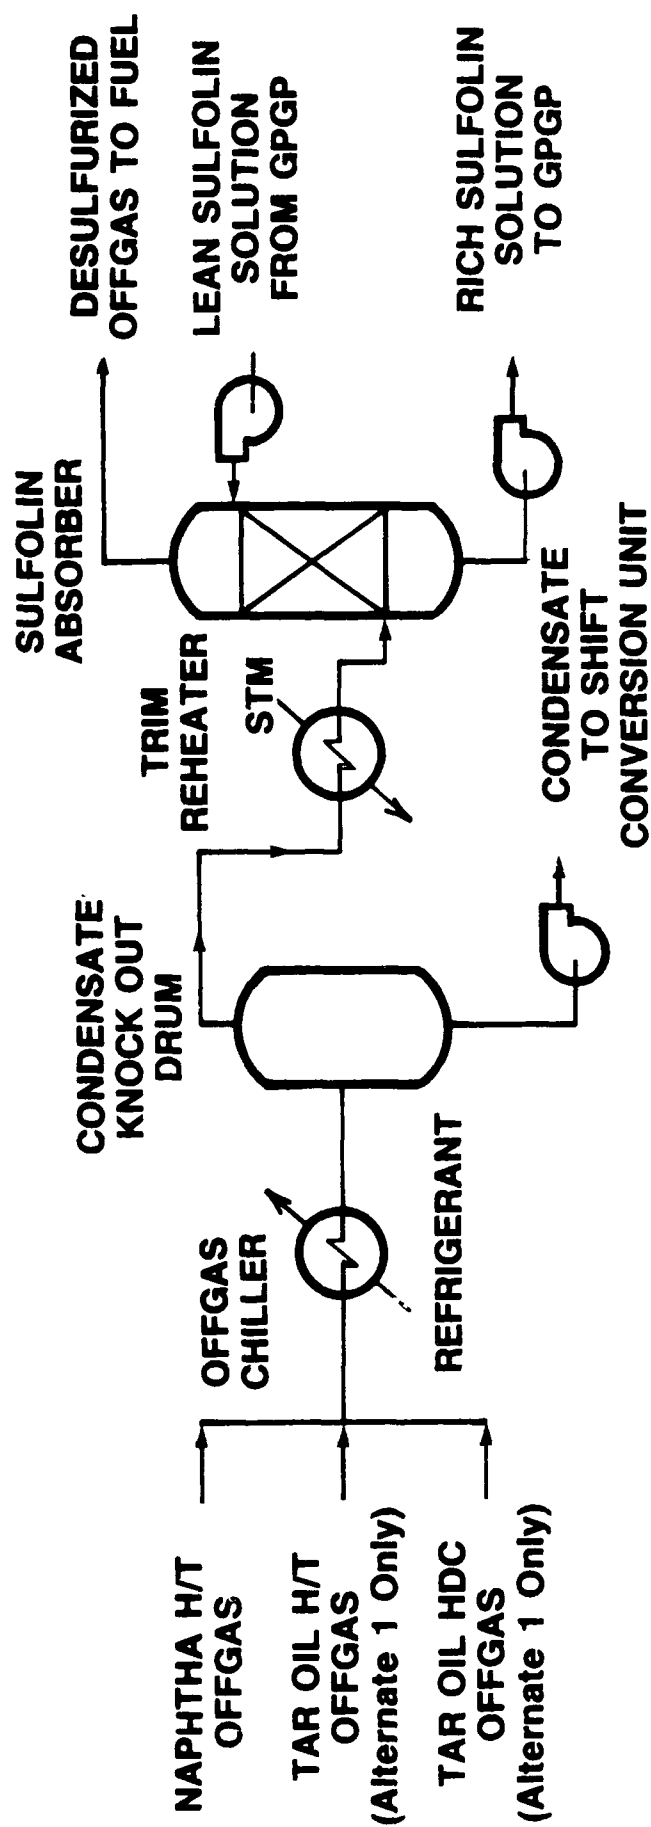 NAPHTHA H/T
OFFGAS
TAR OIL H/T
OFFGAS
(Alternate 1 Only)
TAR OIL HDC
OFFGAS
(Alternate 1 Only)
OFFGAS
CHILLER
REFRIGERANT
CONDENSATE
KNOCK OUT
DRUM
TRIM
REHEATER
STM
CONDENSATE
TO SHIFT
CONVERSION UNIT
SULFOLIN
ABSORBER
DESULFURIZED
OFFGAS TO FUEL
LEAN SULFOLIN
SOLUTION
FROM GPGP
RICH SULFOLIN
SOLUTION
TO GPGP